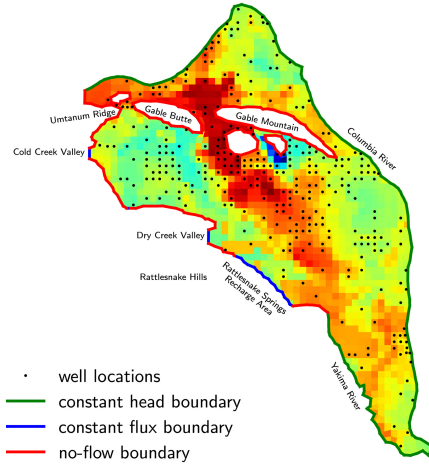 Umtanum Ridge
Gable Butte
Gable Mountain
Columbia River
Cold Creek Valley
Dry Creek Valley
Rattlesnake Hills
Rattlesnake Springs
Recharge Area
Yakima River
well locations
constant head boundary
constant flux boundary
no-flow boundary